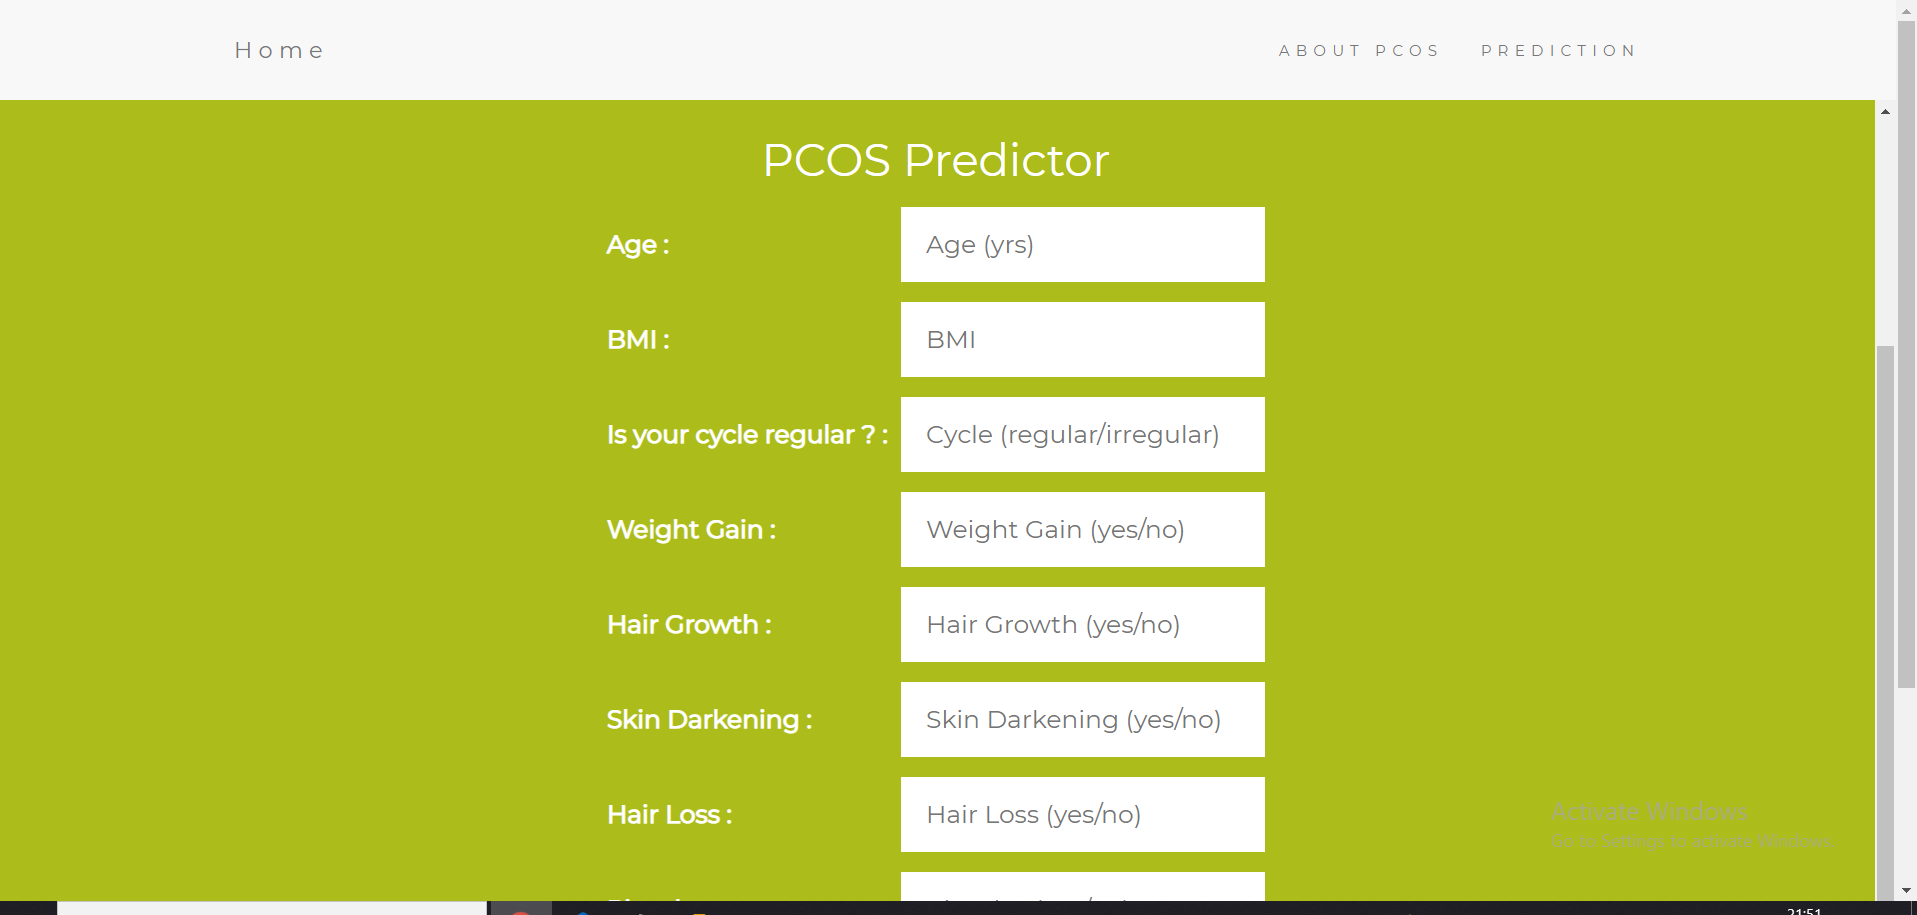 Home
ABOUT PCOS PREDICTION
PCOS Predictor
Age : Age (yrs)
BMI : BMI
Is your cycle regular ? : Cycle (regular/irregular)
Weight Gain : Weight Gain (yes/no)
Hair Growth : Hair Growth (yes/no)
Skin Darkening : Skin Darkening (yes/no)
Hair Loss : Hair Loss (yes/no)
Activate Windows
Go to Settings to activate Windows.
21:51